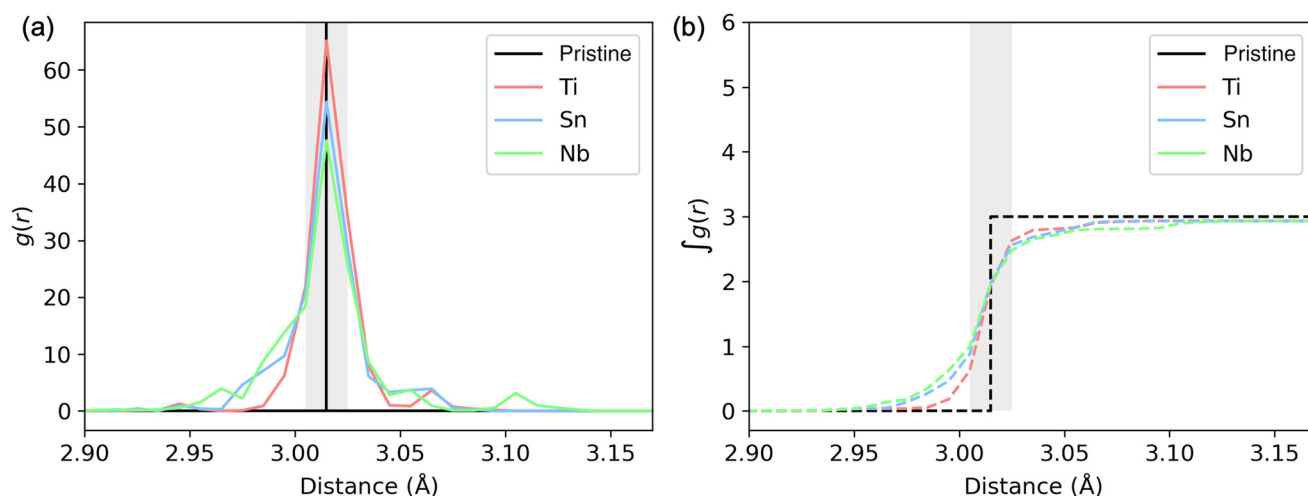 (a)
60
50
40
30
20
10
0
g(r)
2.90 2.95 3.00 3.05 3.10 3.15
Distance (Å)
Pristine
Ti
Sn
Nb
(b)
6
5
4
3
2
1
0
∫g(r)
2.90 2.95 3.00 3.05 3.10 3.15
Distance (Å)
Pristine
Ti
Sn
Nb